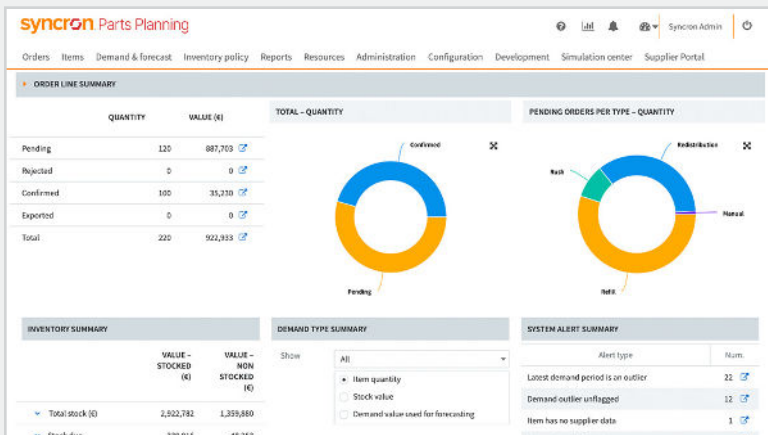 syncron Parts Planning
Syncron Admin
Orders Items Demand & forecast Inventory policy Reports Resources Administration Configuration Development Simulation center Supplier Portal
ORDER LINE SUMMARY
QUANTITY VALUE (€)
Pending 120 887,703
Rejected 0 0
Confirmed 100 35,230
Exported 0 0
Total 220 922,933
TOTAL – QUANTITY
Confirmed
Pending
PENDING ORDERS PER TYPE – QUANTITY
Redistribution
Rush
Manual
Refill
INVENTORY SUMMARY
VALUE – STOCKED (€)
VALUE – NON STOCKED (€)
Total stock (€) 2,922,782 1,359,880
DEMAND TYPE SUMMARY
Show All
Item quantity
Stock value
Demand value used for forecasting
SYSTEM ALERT SUMMARY
Alert type Num.
Latest demand period is an outlier 22
Demand outlier unflagged 12
Item has no supplier data 1